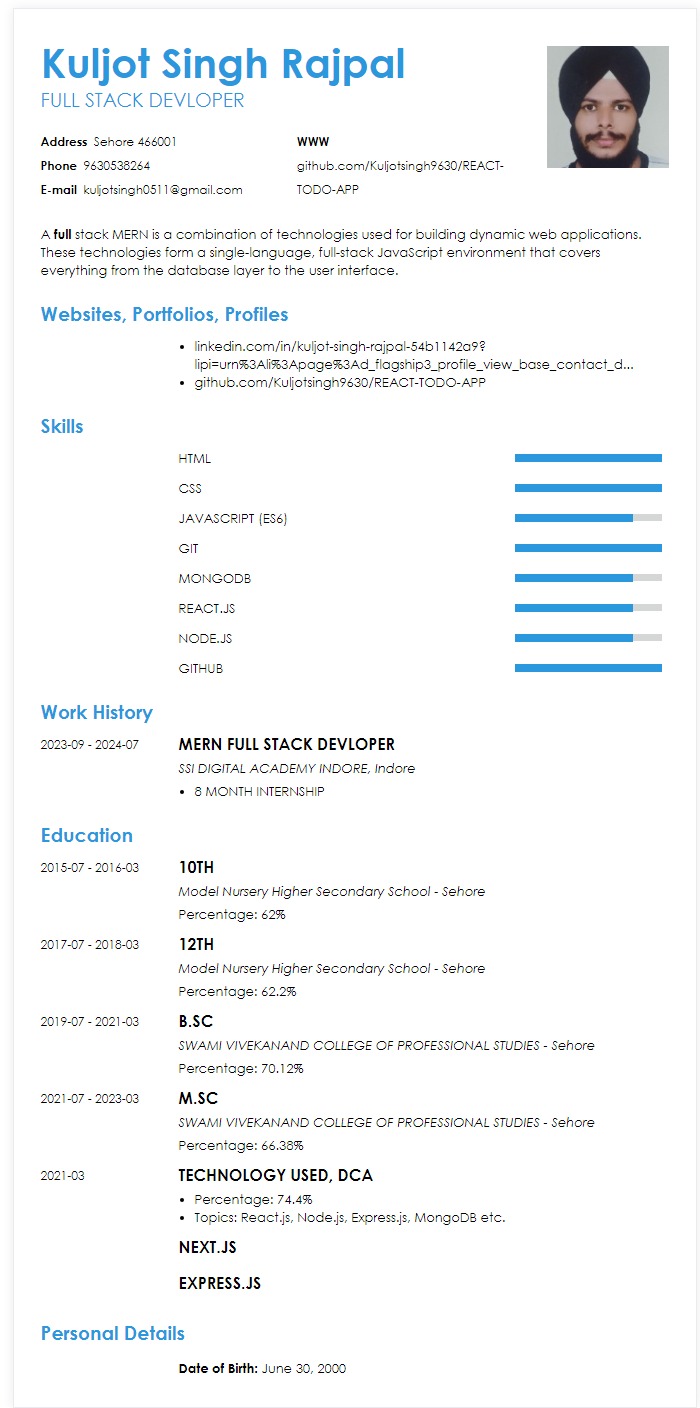 Kuljot Singh Rajpal
FULL STACK DEVLOPER
Address Sehore 466001
Phone 9630538264
E-mail kuljotsingh0511@gmail.com
WWW
github.com/Kuljotsingh9630/REACT-
TODO-APP
A full stack MERN is a combination of technologies used for building dynamic web applications.
These technologies form a single-language, full-stack JavaScript environment that covers
everything from the database layer to the user interface.
Websites, Portfolios, Profiles
• linkedin.com/in/kuljot-singh-rajpal-54b1142a9?
lipi=urn%3Ali%3Apage%3Ad_flagship3_profile_view_base_contact_d...
• github.com/Kuljotsingh9630/REACT-TODO-APP
Skills
HTML
CSS
JAVASCRIPT (ES6)
GIT
MONGODB
REACT.JS
NODE.JS
GITHUB
Work History
2023-09 - 2024-07 MERN FULL STACK DEVLOPER
SSI DIGITAL ACADEMY INDORE, Indore
• 8 MONTH INTERNSHIP
Education
2015-07 - 2016-03 10TH
Model Nursery Higher Secondary School - Sehore
Percentage: 62%
2017-07 - 2018-03 12TH
Model Nursery Higher Secondary School - Sehore
Percentage: 62.2%
2019-07 - 2021-03 B.SC
SWAMI VIVEKANAND COLLEGE OF PROFESSIONAL STUDIES - Sehore
Percentage: 70.12%
2021-07 - 2023-03 M.SC
SWAMI VIVEKANAND COLLEGE OF PROFESSIONAL STUDIES - Sehore
Percentage: 66.38%
2021-03 TECHNOLOGY USED, DCA
• Percentage: 74.4%
• Topics: React.js, Node.js, Express.js, MongoDB etc.
NEXT.JS
EXPRESS.JS
Personal Details
Date of Birth: June 30, 2000